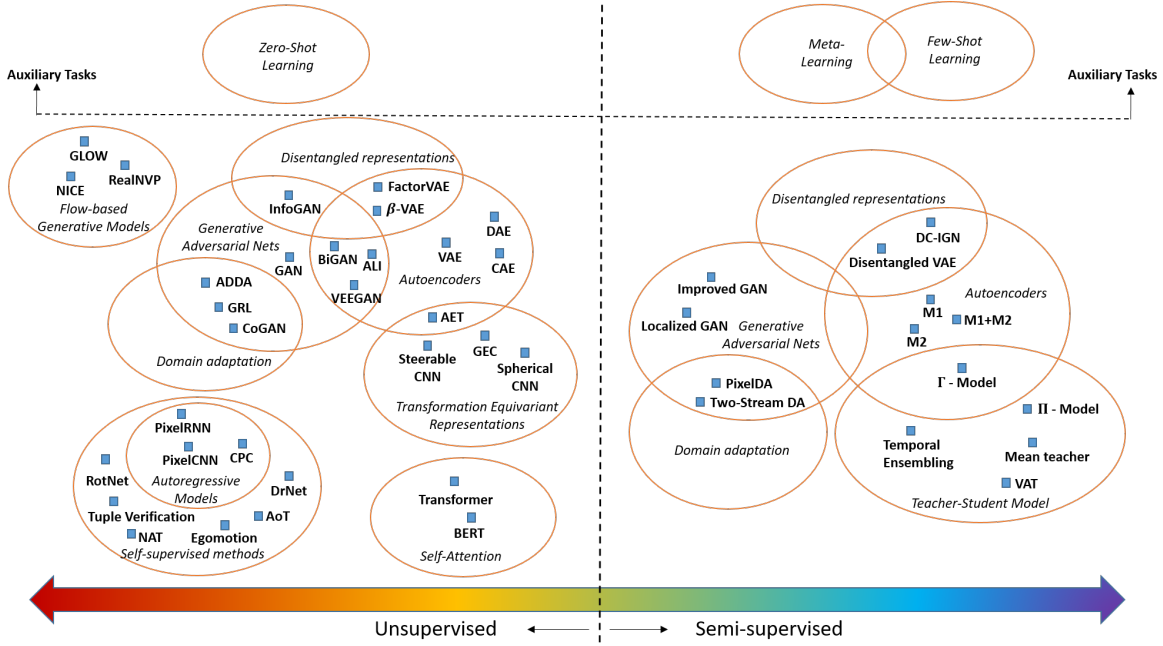 Zero-Shot
Learning
Meta-
Learning
Few-Shot
Learning
Auxiliary Tasks
Auxiliary Tasks
GLOW
RealNVP
NICE
Flow-based
Generative Models
Disentangled representations
FactorVAE
β-VAE
InfoGAN
Generative
Adversarial Nets
GAN
BiGAN
ALI
VEEGAN
VAE
DAE
CAE
Autoencoders
ADDA
GRL
CoGAN
Domain adaptation
AET
GEC
Steerable
CNN
Spherical
CNN
Transformation Equivariant
Representations
PixelRNN
PixelCNN
CPC
Autoregressive
Models
RotNet
DrNet
Tuple Verification
AoT
NAT
Egomotion
Self-supervised methods
Transformer
BERT
Self-Attention
Disentangled representations
DC-IGN
Disentangled VAE
Improved GAN
Localized GAN
Generative
Adversarial Nets
Autoencoders
M1
M1+M2
M2
PixelDA
Two-Stream DA
Domain adaptation
Γ - Model
Π - Model
Temporal
Ensembling
Mean teacher
VAT
Teacher-Student Model
Unsupervised
Semi-supervised